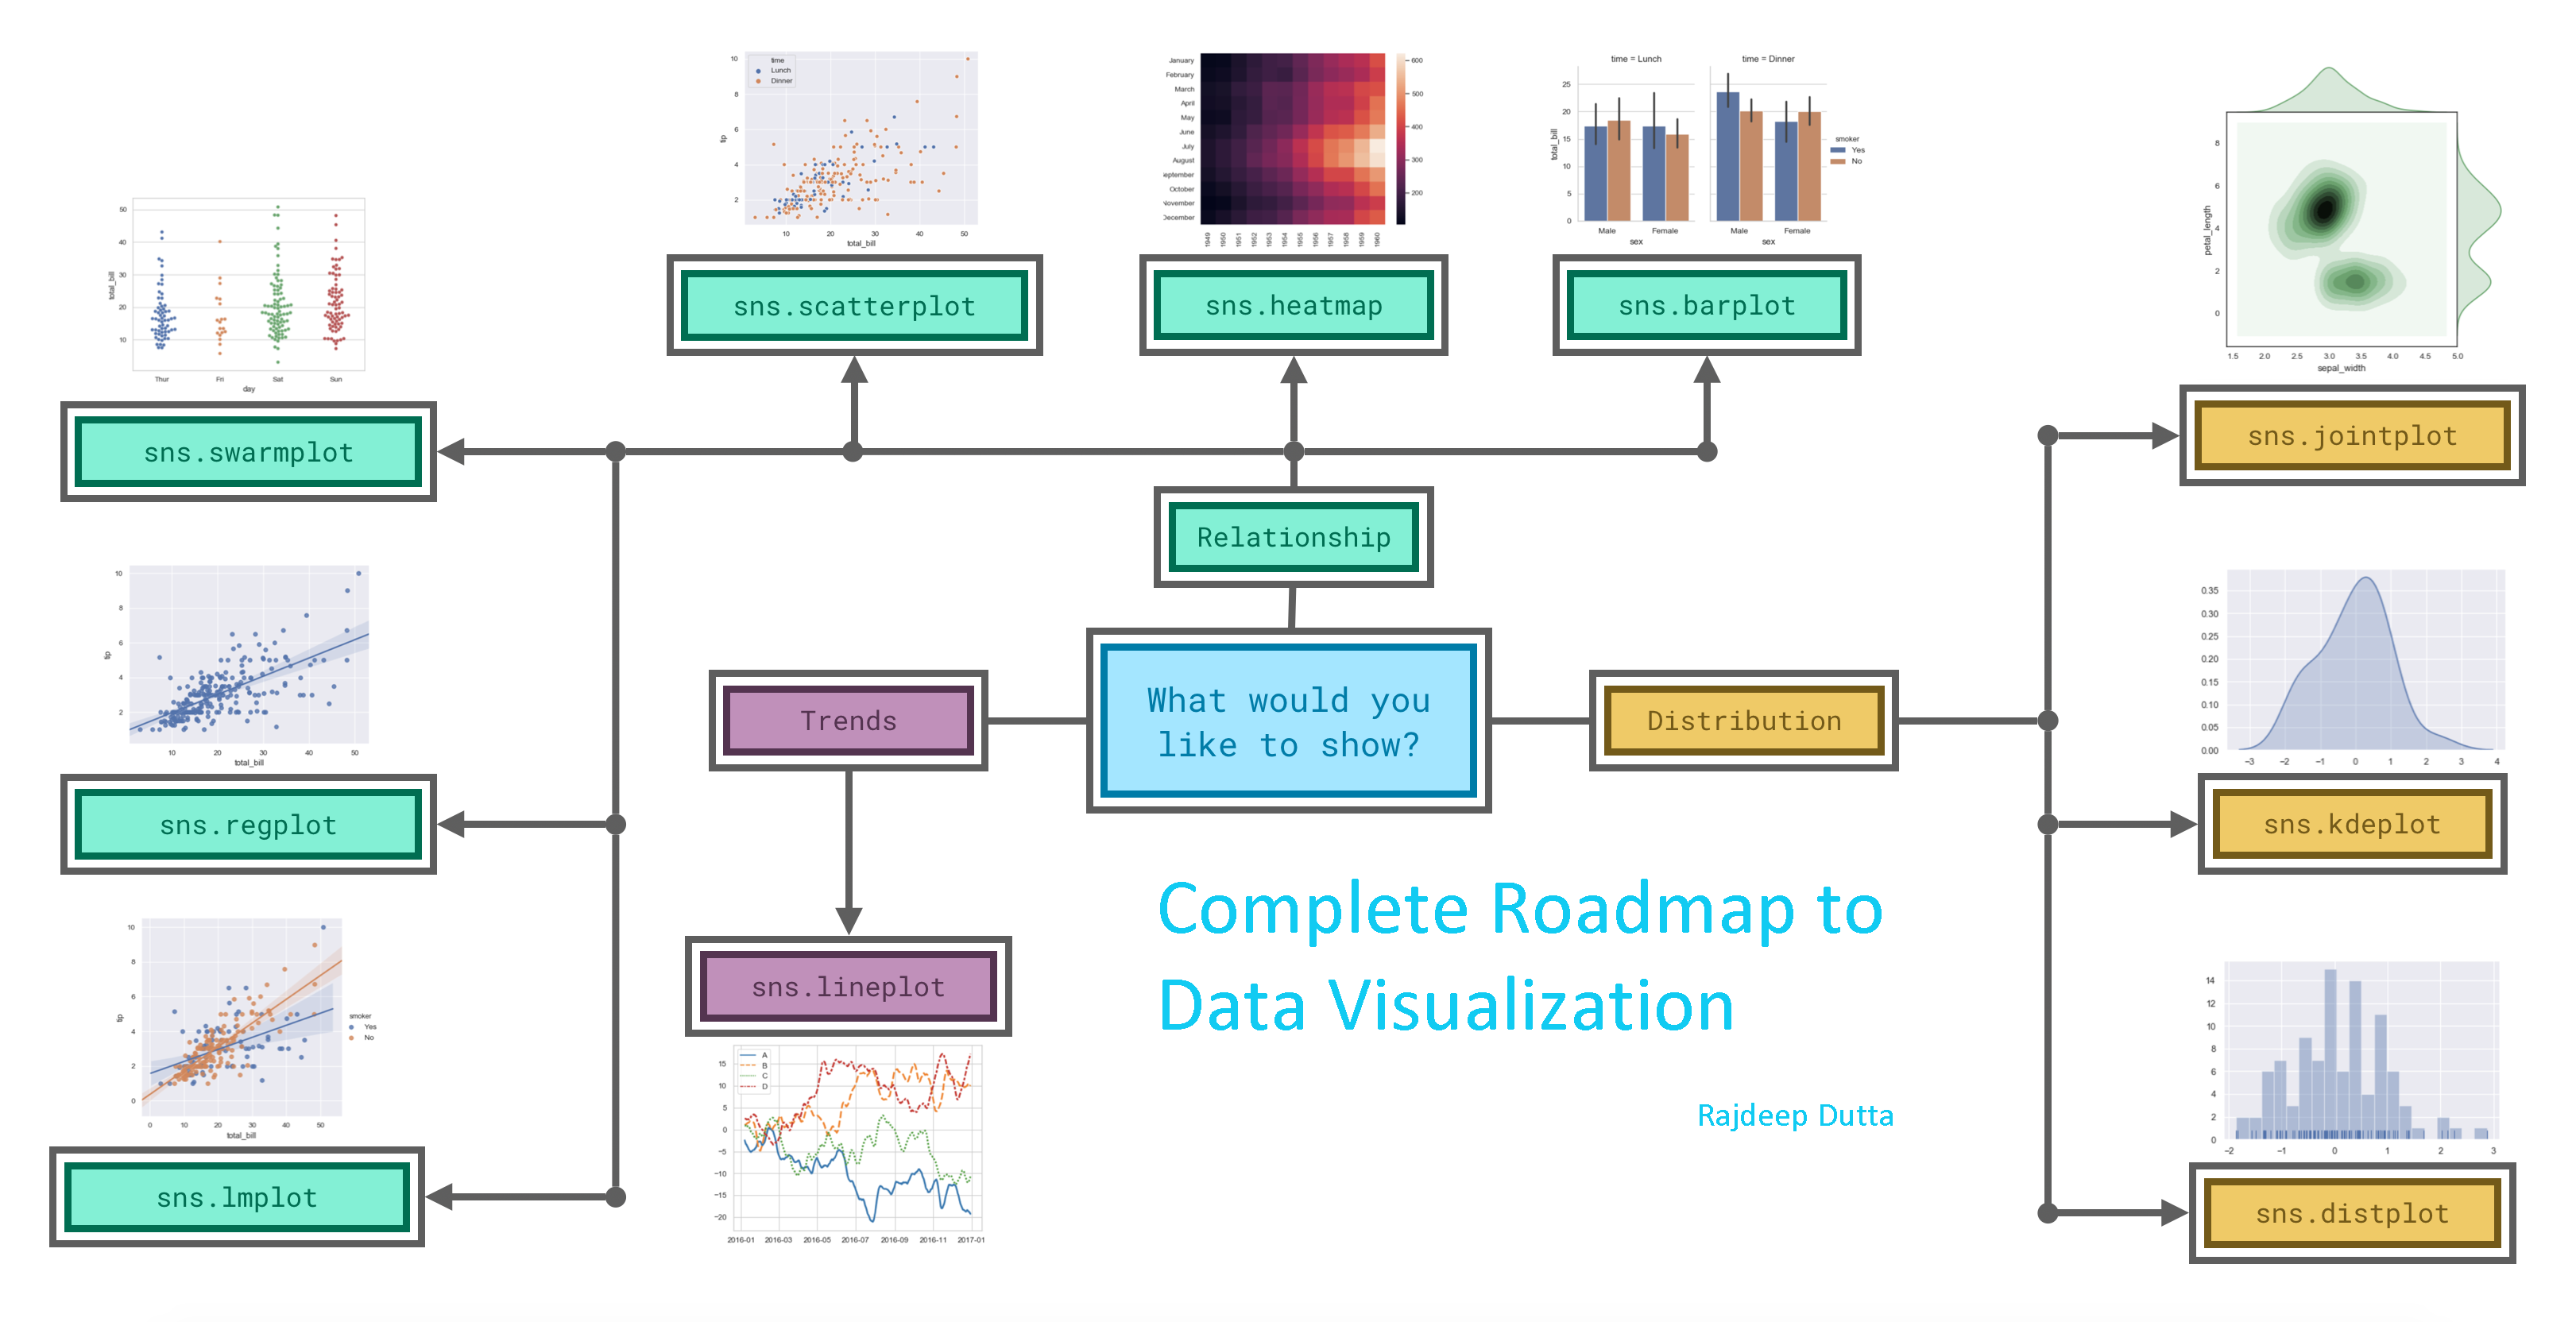 time
Lunch
Dinner
10
8
6
4
2
tip
10
20
30
40
50
total_bill
sns.scatterplot
January
February
March
April
May
June
July
August
eptember
October
November
December
1949
1950
1951
1952
1953
1954
1955
1956
1957
1958
1959
1960
600
500
400
300
200
sns.heatmap
time = Lunch
time = Dinner
25
20
15
10
5
0
total_bill
Male
Female
sex
Male
Female
sex
smoker
Yes
No
sns.barplot
8
6
4
2
0
petal_length
1.5
2.0
2.5
3.0
3.5
4.0
4.5
5.0
sepal_width
sns.jointplot
50
40
30
20
10
total_bill
Thur
Fri
Sat
Sun
day
sns.swarmplot
Relationship
What would you
like to show?
Trends
Distribution
10
8
6
4
2
tip
10
20
30
40
50
total_bill
sns.regplot
0.35
0.30
0.25
0.20
0.15
0.10
0.05
0.00
−3
−2
−1
0
1
2
3
4
sns.kdeplot
10
8
6
4
2
0
tip
0
10
20
30
40
50
total_bill
smoker
Yes
No
sns.lmplot
sns.lineplot
A
B
C
D
15
10
5
0
−5
−10
−15
−20
2016-01
2016-03
2016-05
2016-07
2016-09
2016-11
2017-01
Complete Roadmap to
Data Visualization
Rajdeep Dutta
14
12
10
8
6
4
2
0
−2
−1
0
1
2
3
sns.distplot